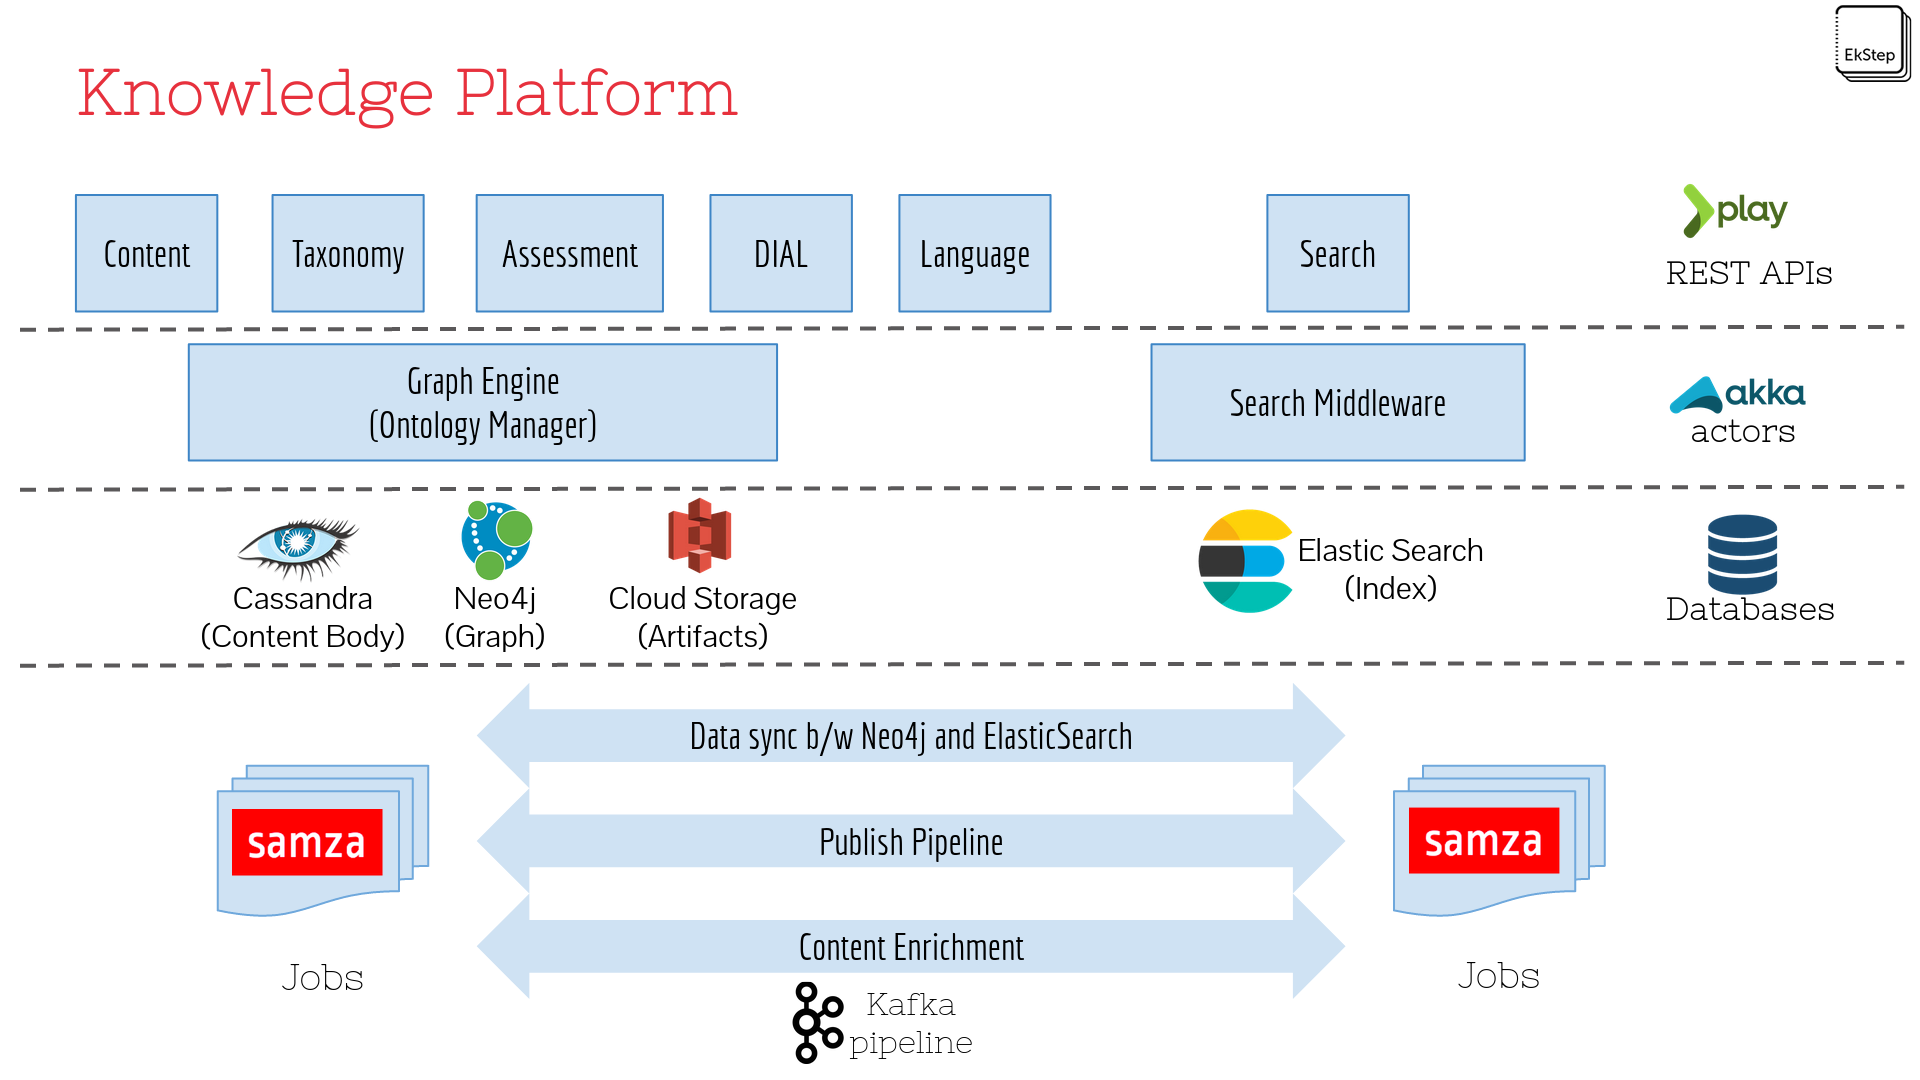 EkStep
Knowledge Platform
Content
Taxonomy
Assessment
DIAL
Language
Search
play
REST APIs
Graph Engine
(Ontology Manager)
Search Middleware
akka
actors
Cassandra
(Content Body)
Neo4j
(Graph)
Cloud Storage
(Artifacts)
Elastic Search
(Index)
Databases
Data sync b/w Neo4j and ElasticSearch
samza
Jobs
Publish Pipeline
samza
Jobs
Content Enrichment
Kafka
pipeline